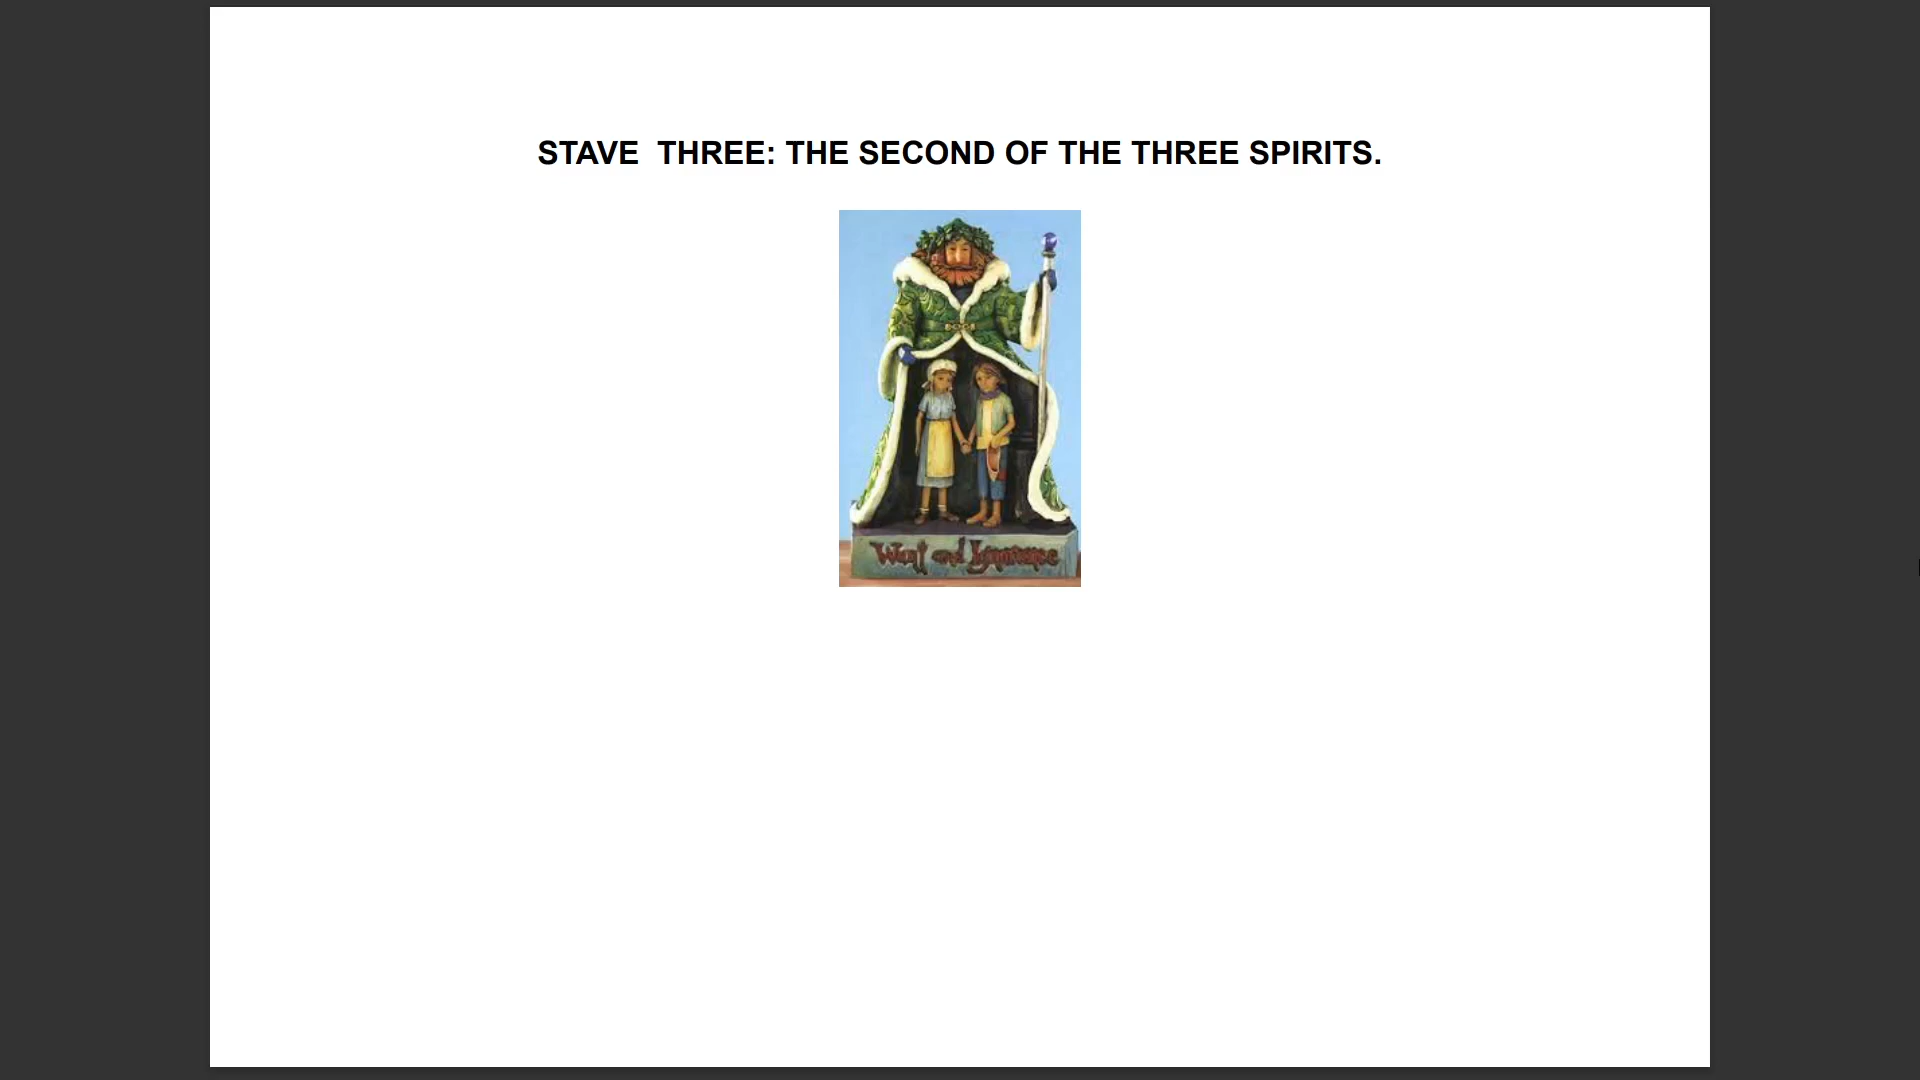 STAVE  THREE: THE SECOND OF THE THREE SPIRITS.
Want and Ignorance